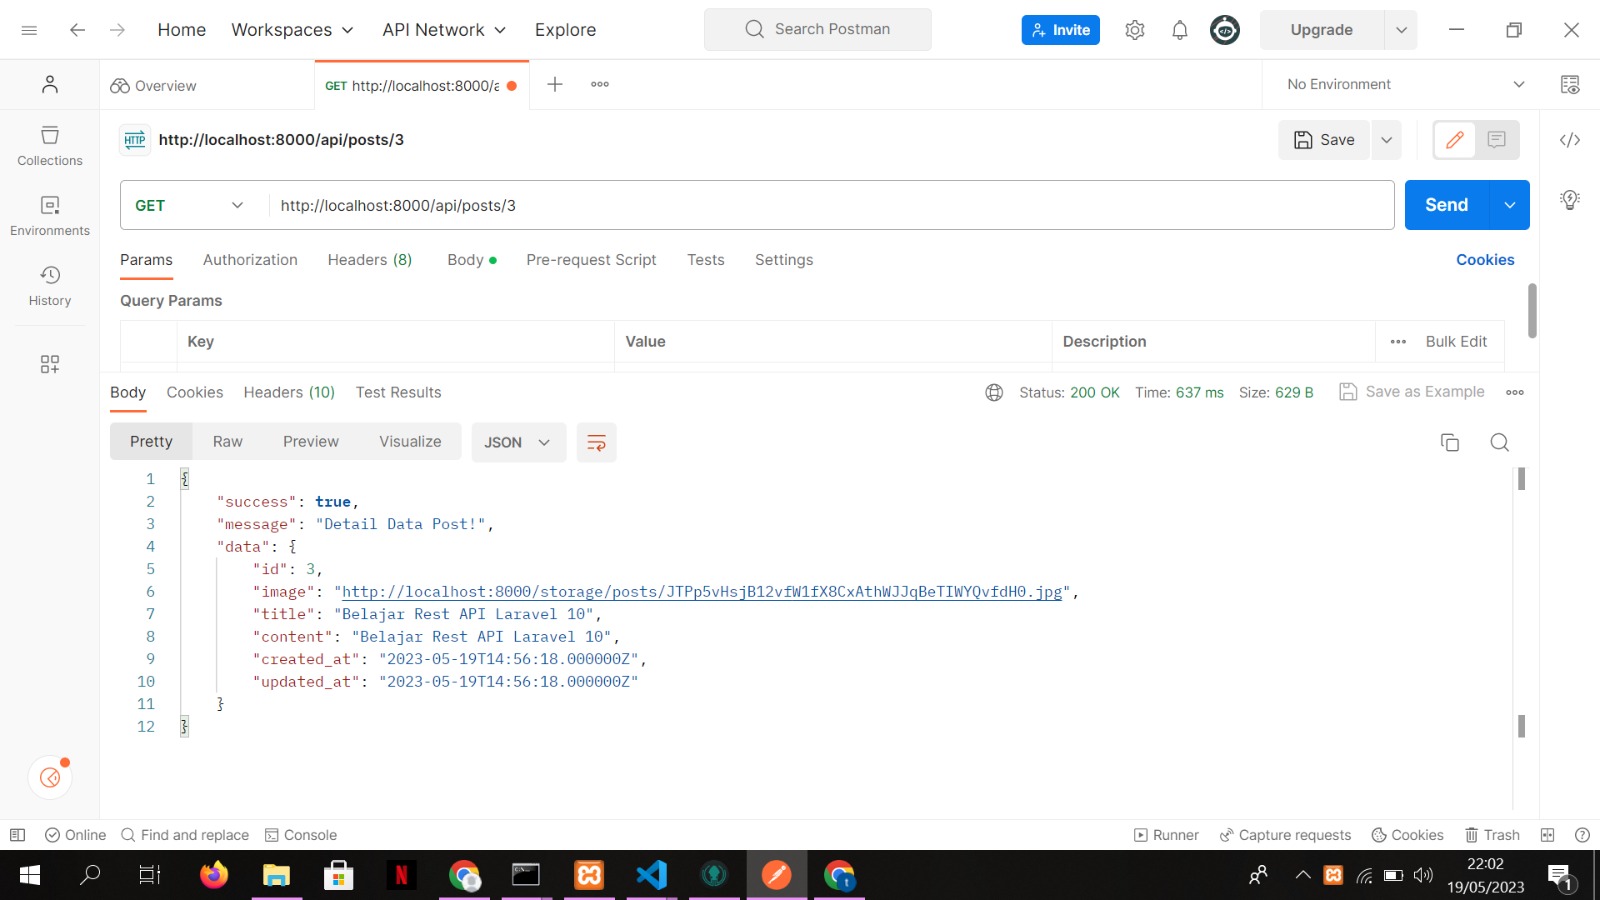 Home Workspaces API Network Explore Search Postman Invite Upgrade
Overview GET http://localhost:8000/a No Environment
HTTP http://localhost:8000/api/posts/3 Save
Collections
GET http://localhost:8000/api/posts/3 Send
Environments
Params Authorization Headers (8) Body Pre-request Script Tests Settings Cookies
History
Query Params
Key Value Description Bulk Edit
Body Cookies Headers (10) Test Results Status: 200 OK Time: 637 ms Size: 629 B Save as Example
Pretty Raw Preview Visualize JSON
1 {
2 "success": true,
3 "message": "Detail Data Post!",
4 "data": {
5 "id": 3,
6 "image": "http://localhost:8000/storage/posts/JTPp5vHsjB12vfW1fX8CxAthWJJqBeTIWYQvfdH0.jpg",
7 "title": "Belajar Rest API Laravel 10",
8 "content": "Belajar Rest API Laravel 10",
9 "created_at": "2023-05-19T14:56:18.000000Z",
10 "updated_at": "2023-05-19T14:56:18.000000Z"
11 }
12 }
Online Find and replace Console Runner Capture requests Cookies Trash
22:02
19/05/2023
1